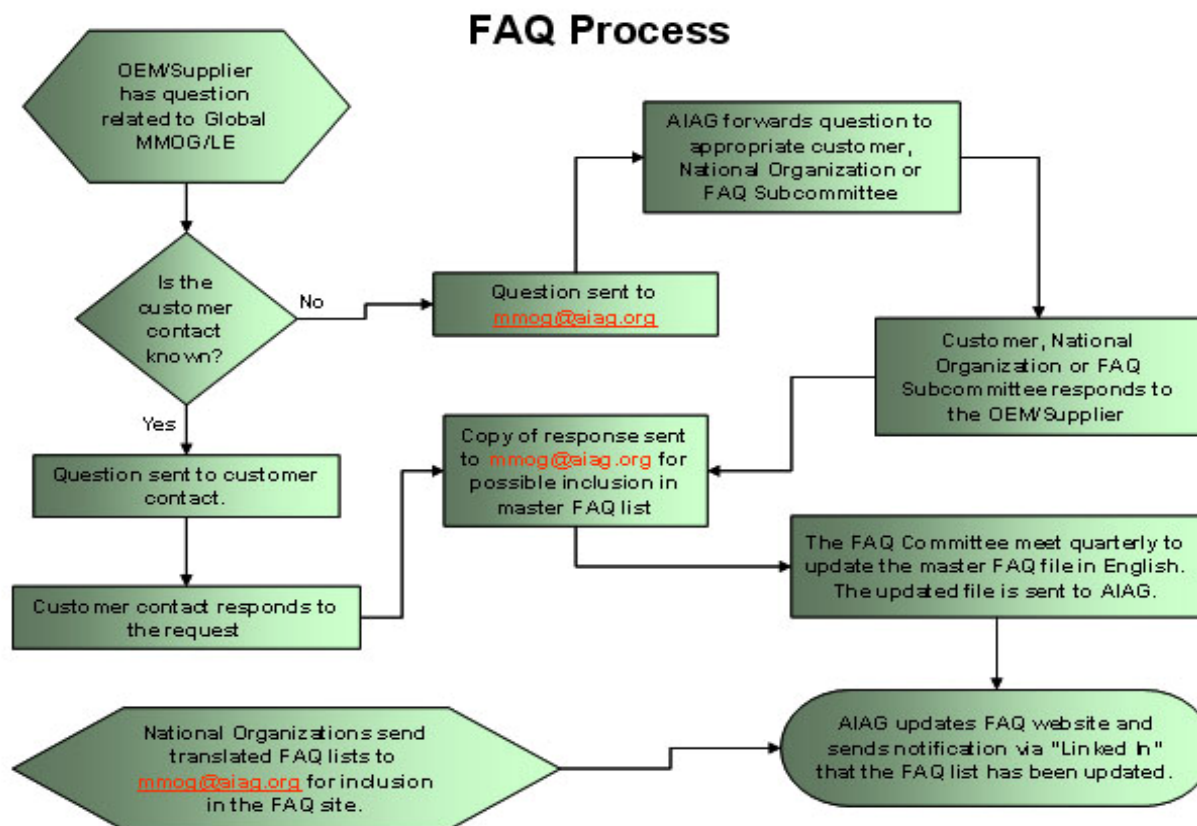 FAQ Process
OEM/Supplier
has question
related to Global
MMOG/LE
Is the
customer
contact
known?
No
Yes
Question sent to
mmog@aiag.org
AIAG forwards question to
appropriate customer,
National Organization or
FAQ Subcommittee
Customer, National
Organization or FAQ
Subcommittee responds to
the OEM/Supplier
Question sent to customer
contact.
Customer contact responds to
the request
Copy of response sent
to mmog@aiag.org for
possible inclusion in
master FAQ list
The FAQ Committee meet quarterly to
update the master FAQ file in English.
The updated file is sent to AIAG.
National Organizations send
translated FAQ lists to
mmog@aiag.org for inclusion
in the FAQ site.
AIAG updates FAQ website and
sends notification via "Linked In"
that the FAQ list has been updated.